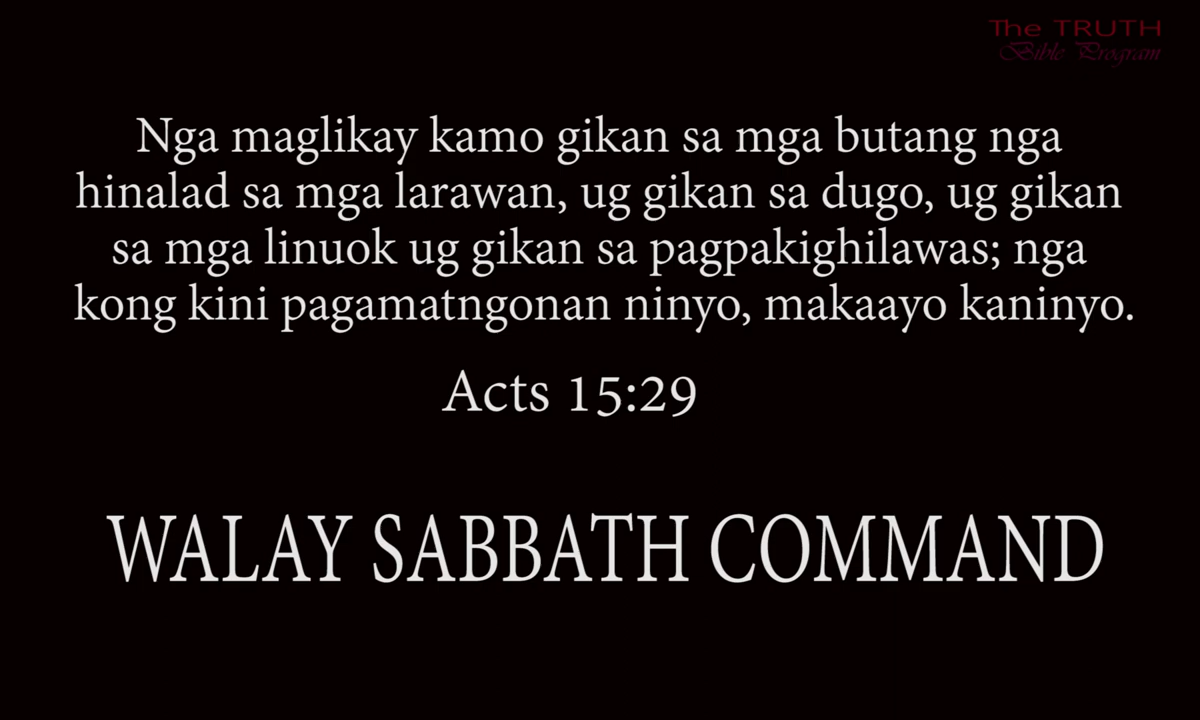 The TRUTH
Bible Program
Nga maglikay kamo gikan sa mga butang nga
hinalad sa mga larawan, ug gikan sa dugo, ug gikan
sa mga linuok ug gikan sa pagpakighilawas; nga
kong kini pagamatngonan ninyo, makaayo kaninyo.
Acts 15:29
WALAY SABBATH COMMAND